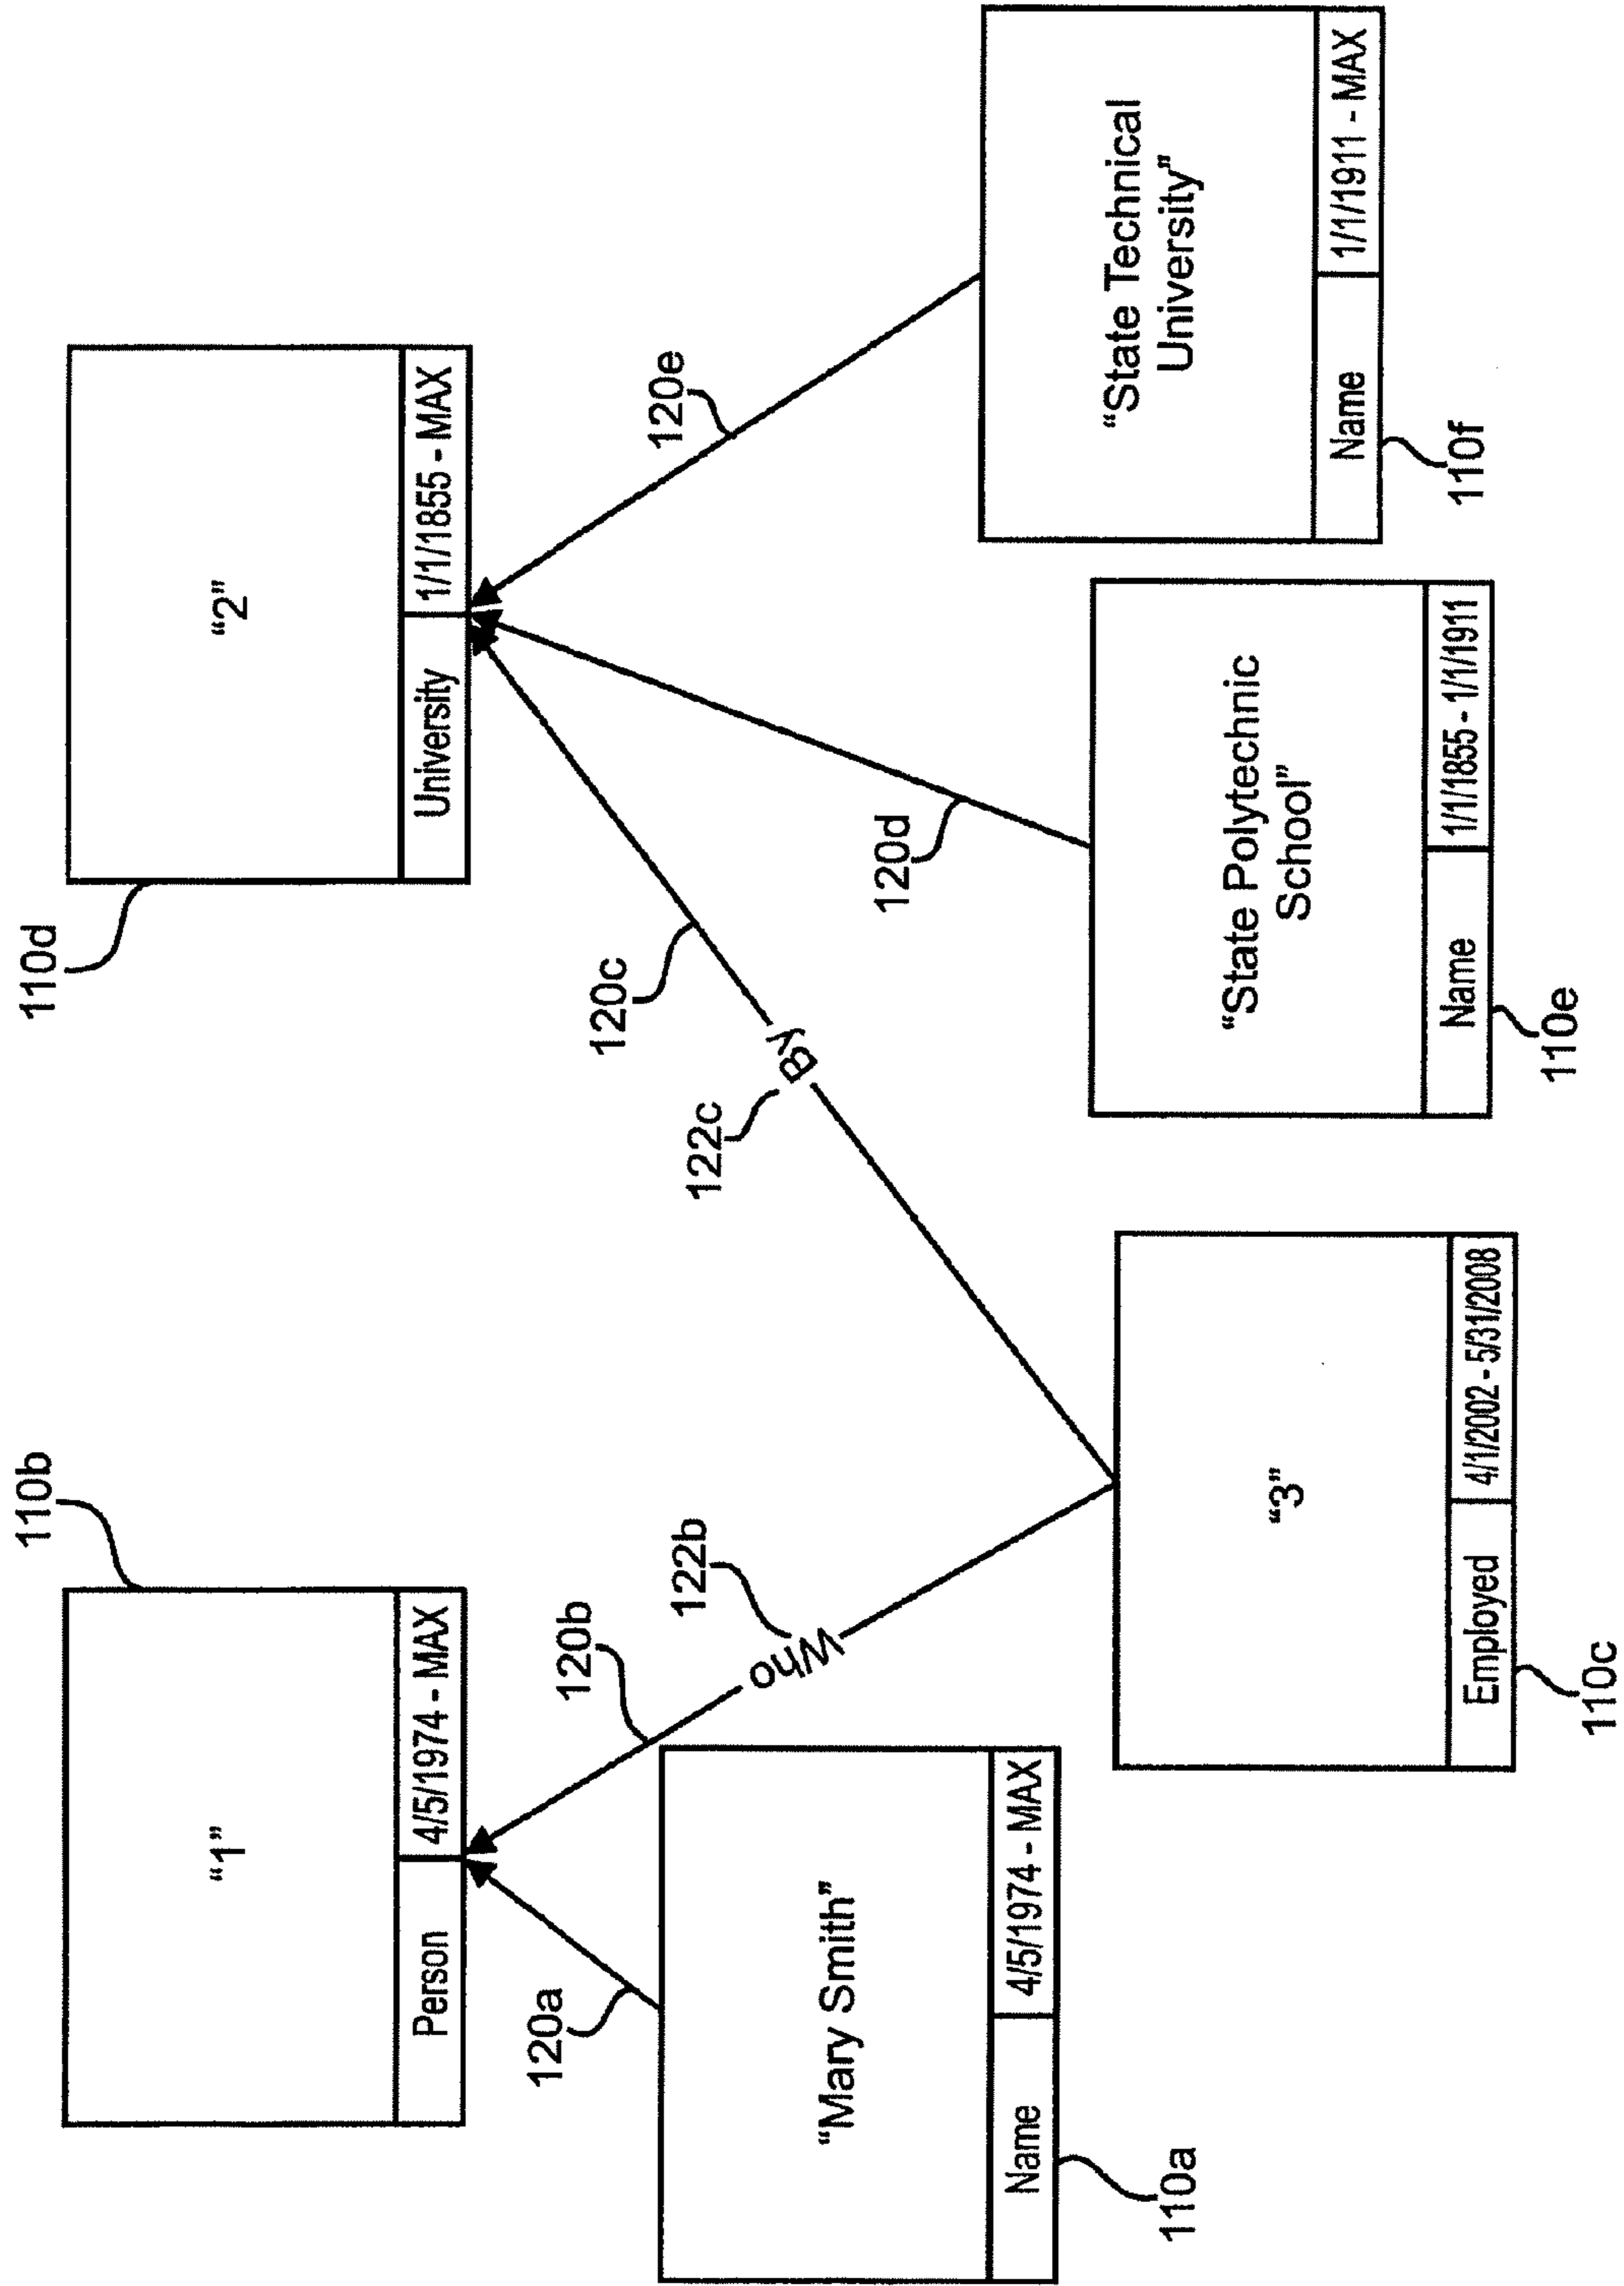 110b
“1”
Person
4/5/1974 - MAX
110d
“2”
University
1/1/1855 - MAX
120a
120b
122b
Who
120c
122c
By
120d
120e
“Mary Smith”
Name
4/5/1974 - MAX
110a
“3”
Employed
4/1/2002 - 5/31/2008
110c
“State Polytechnic
School”
Name
1/1/1855 - 1/1/1911
110e
“State Technical
University”
Name
1/1/1911 - MAX
110f